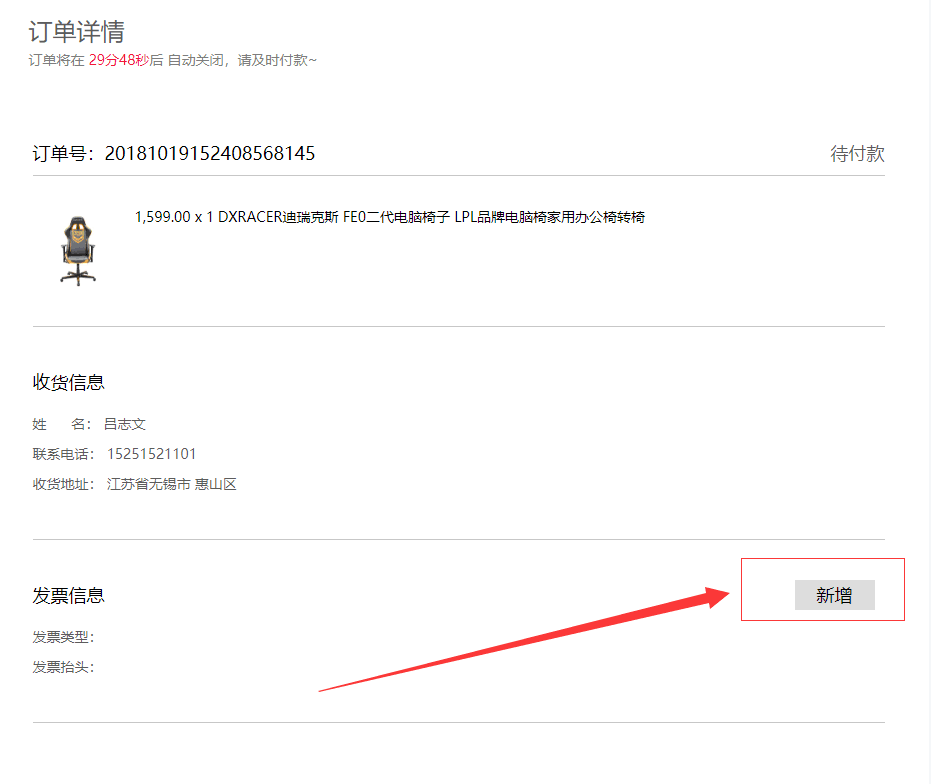 订单详情
订单将在 29分48秒后 自动关闭，请及时付款~
订单号：20181019152408568145 待付款
1,599.00 x 1 DXRACER迪瑞克斯 FE0二代电脑椅子 LPL品牌电脑椅家用办公椅转椅
收货信息
姓 名： 吕志文
联系电话： 15251521101
收货地址： 江苏省无锡市 惠山区
发票信息 新增
发票类型：
发票抬头：